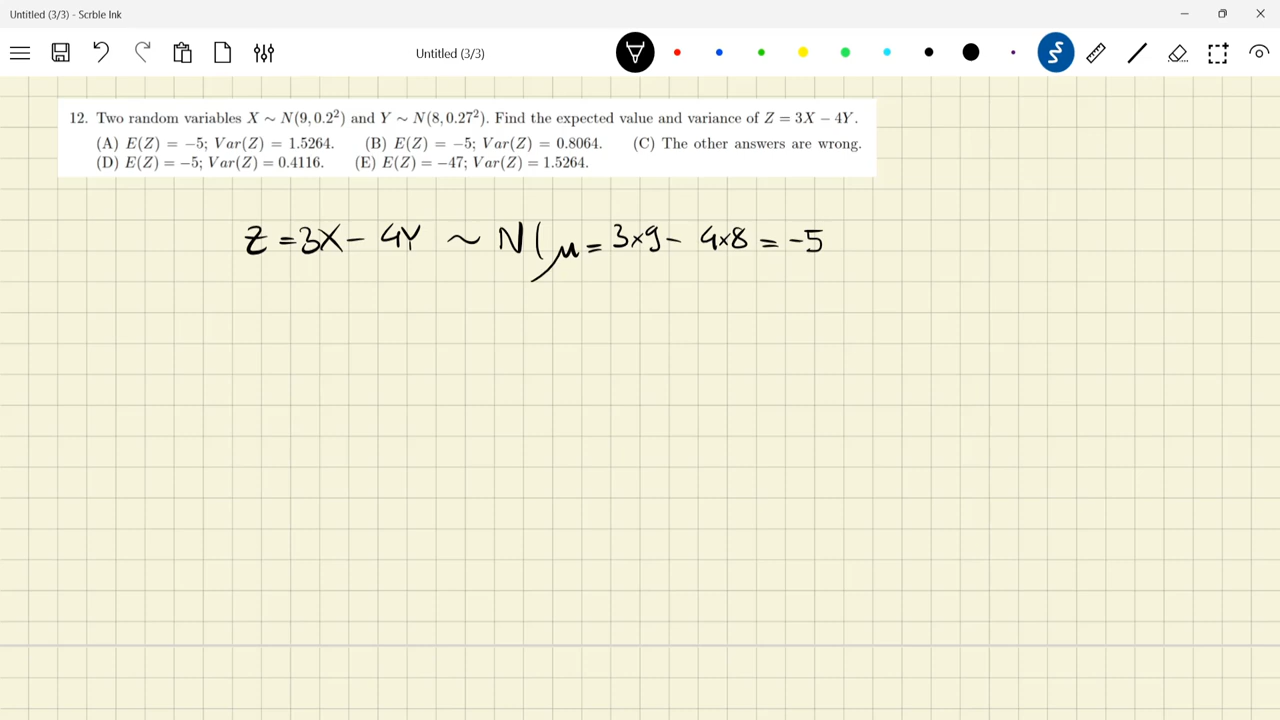 Untitled (3/3) - Scrble Ink
Untitled (3/3)
12. Two random variables X ∼ N(9, 0.2²) and Y ∼ N(8, 0.27²). Find the expected value and variance of Z = 3X − 4Y.
(A) E(Z) = −5; Var(Z) = 1.5264. (B) E(Z) = −5; Var(Z) = 0.8064. (C) The other answers are wrong.
(D) E(Z) = −5; Var(Z) = 0.4116. (E) E(Z) = −47; Var(Z) = 1.5264.
Z = 3X − 4Y ∼ N( μ = 3×9 − 4×8 = −5